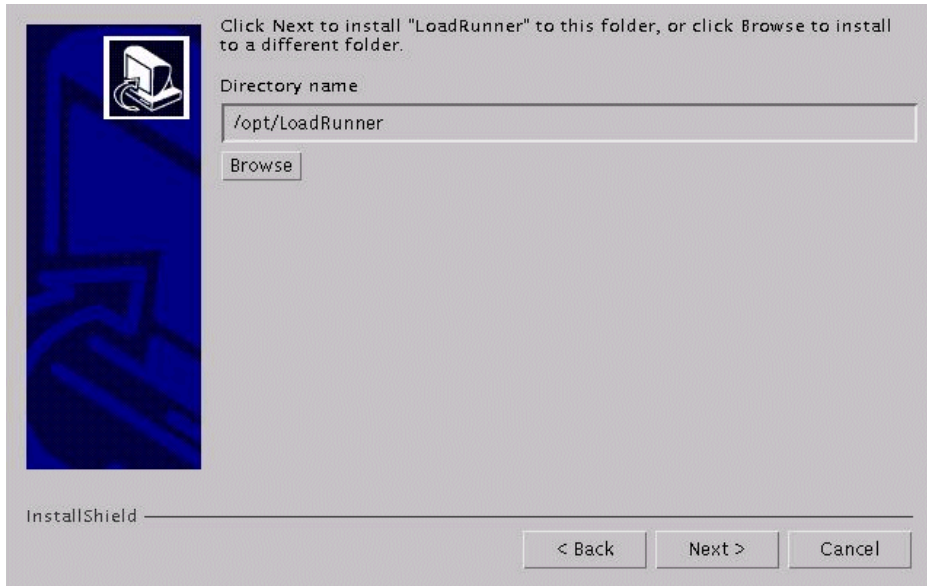 Click Next to install "LoadRunner" to this folder, or click Browse to install
to a different folder.
Directory name
/opt/LoadRunner
Browse
InstallShield
< Back Next > Cancel